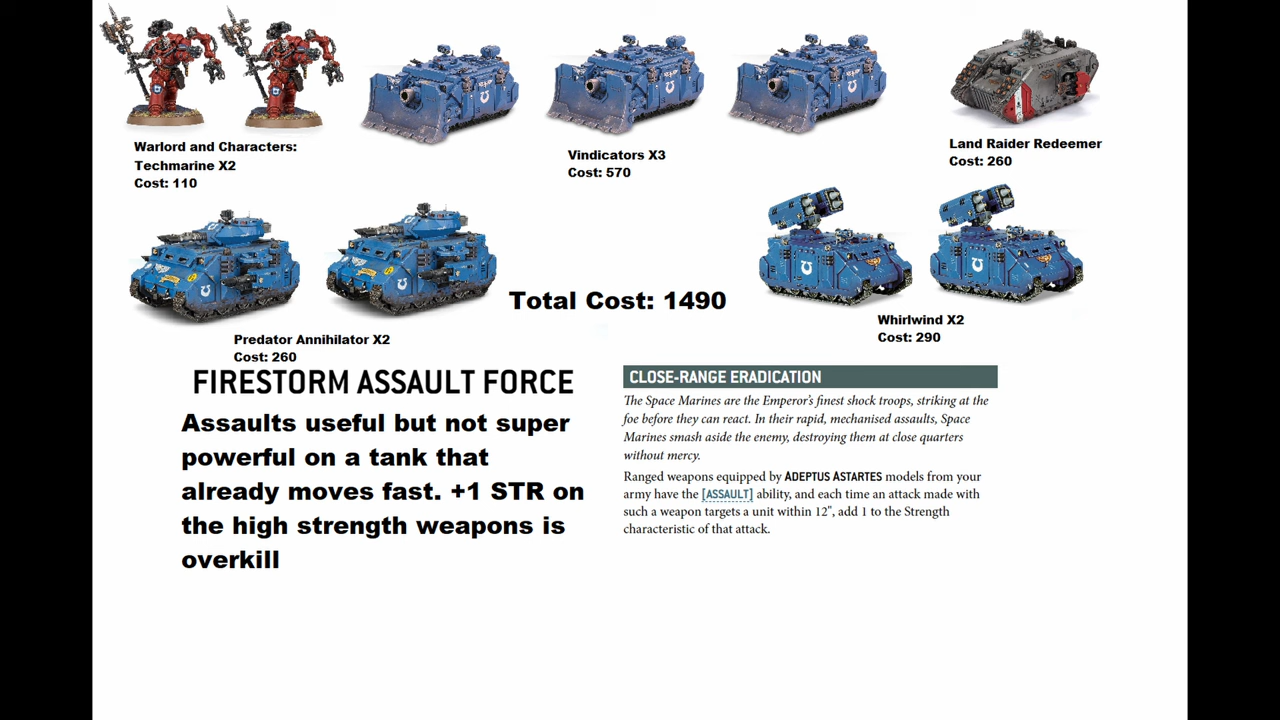 Warlord and Characters:
Techmarine X2
Cost: 110
Vindicators X3
Cost: 570
Land Raider Redeemer
Cost: 260
Predator Annihilator X2
Cost: 260
Total Cost: 1490
Whirlwind X2
Cost: 290
FIRESTORM ASSAULT FORCE
Assaults useful but not super
powerful on a tank that
already moves fast. +1 STR on
the high strength weapons is
overkill
CLOSE-RANGE ERADICATION
The Space Marines are the Emperor's finest shock troops, striking at the
foe before they can react. In their rapid, mechanised assaults, Space
Marines smash aside the enemy, destroying them at close quarters
without mercy.
Ranged weapons equipped by ADEPTUS ASTARTES models from your
army have the [ASSAULT] ability, and each time an attack made with
such a weapon targets a unit within 12", add 1 to the Strength
characteristic of that attack.